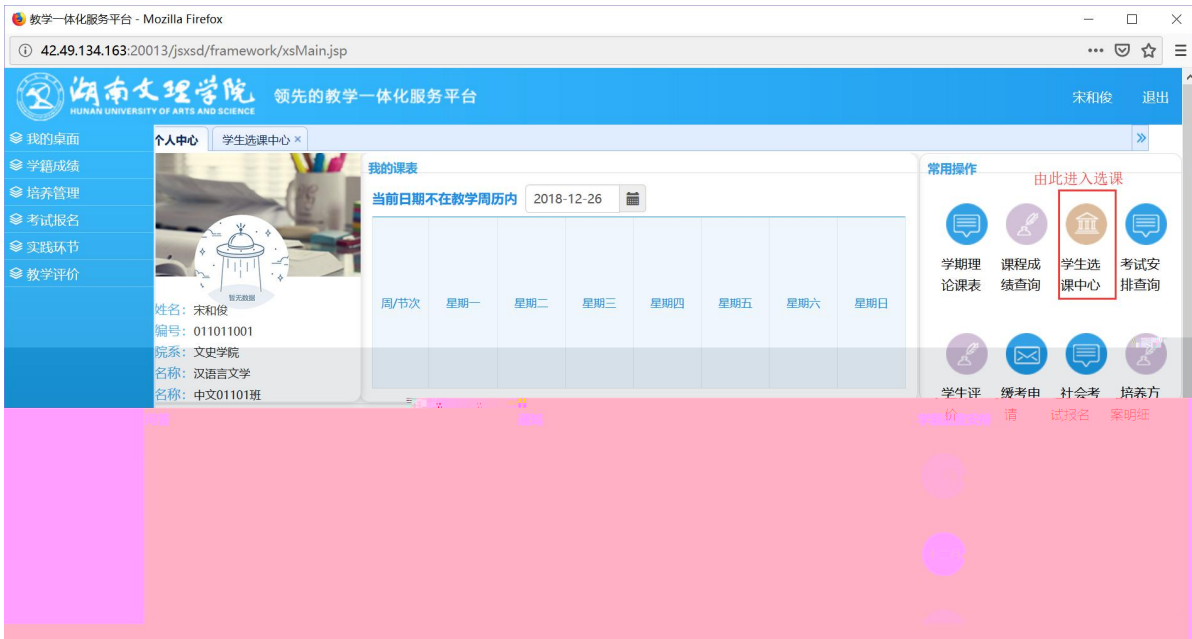 教学一体化服务平台 - Mozilla Firefox
42.49.134.163:20013/jsxsd/framework/xsMain.jsp
湖南文理学院
HUNAN UNIVERSITY OF ARTS AND SCIENCE
领先的教学一体化服务平台
宋和俊 退出
我的桌面
学籍成绩
培养管理
考试报名
实践环节
教学评价
个人中心 学生选课中心 ×
暂无数据
姓名：宋和俊
编号：011011001
院系：文史学院
名称：汉语言文学
名称：中文01101班
我的课表
当前日期不在教学周历内 2018-12-26
周/节次 星期一 星期二 星期三 星期四 星期五 星期六 星期日
常用操作
由此进入选课
学期理论课表
课程成绩查询
学生选课中心
考试安排查询
学生评价
缓考申请
社会考试报名
培养方案明细